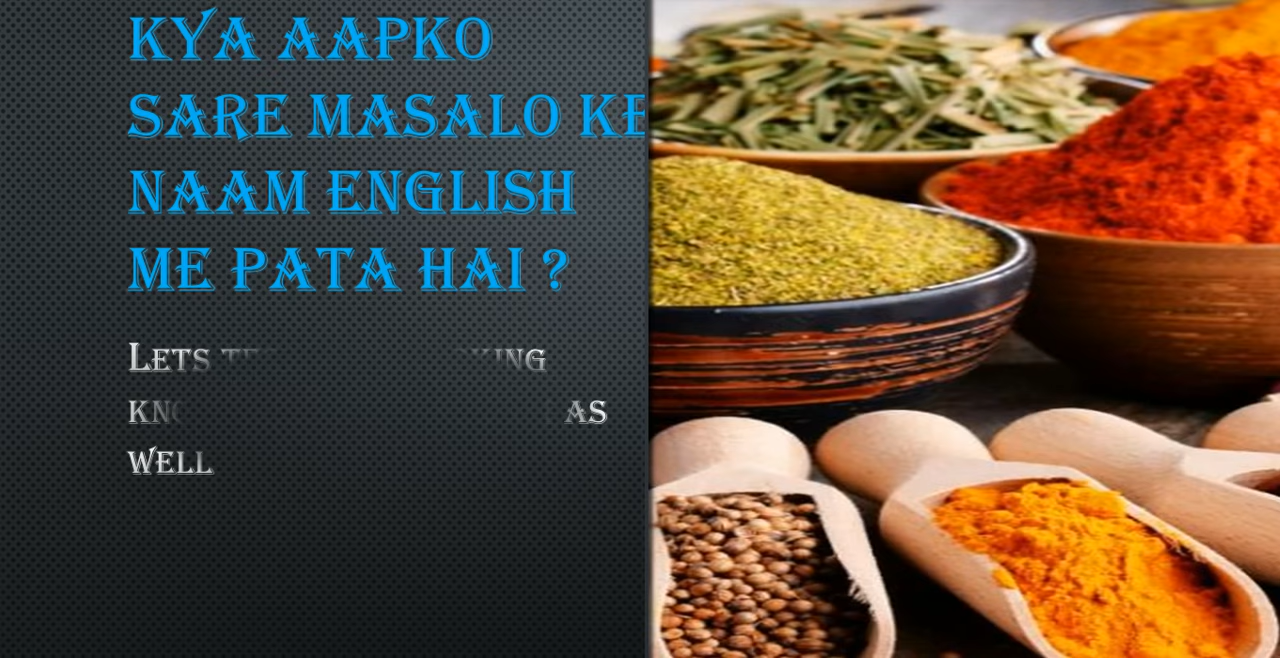 KYA AAPKO
SARE MASALO KE
NAAM ENGLISH
ME PATA HAI ?
LETS
AS
WELL